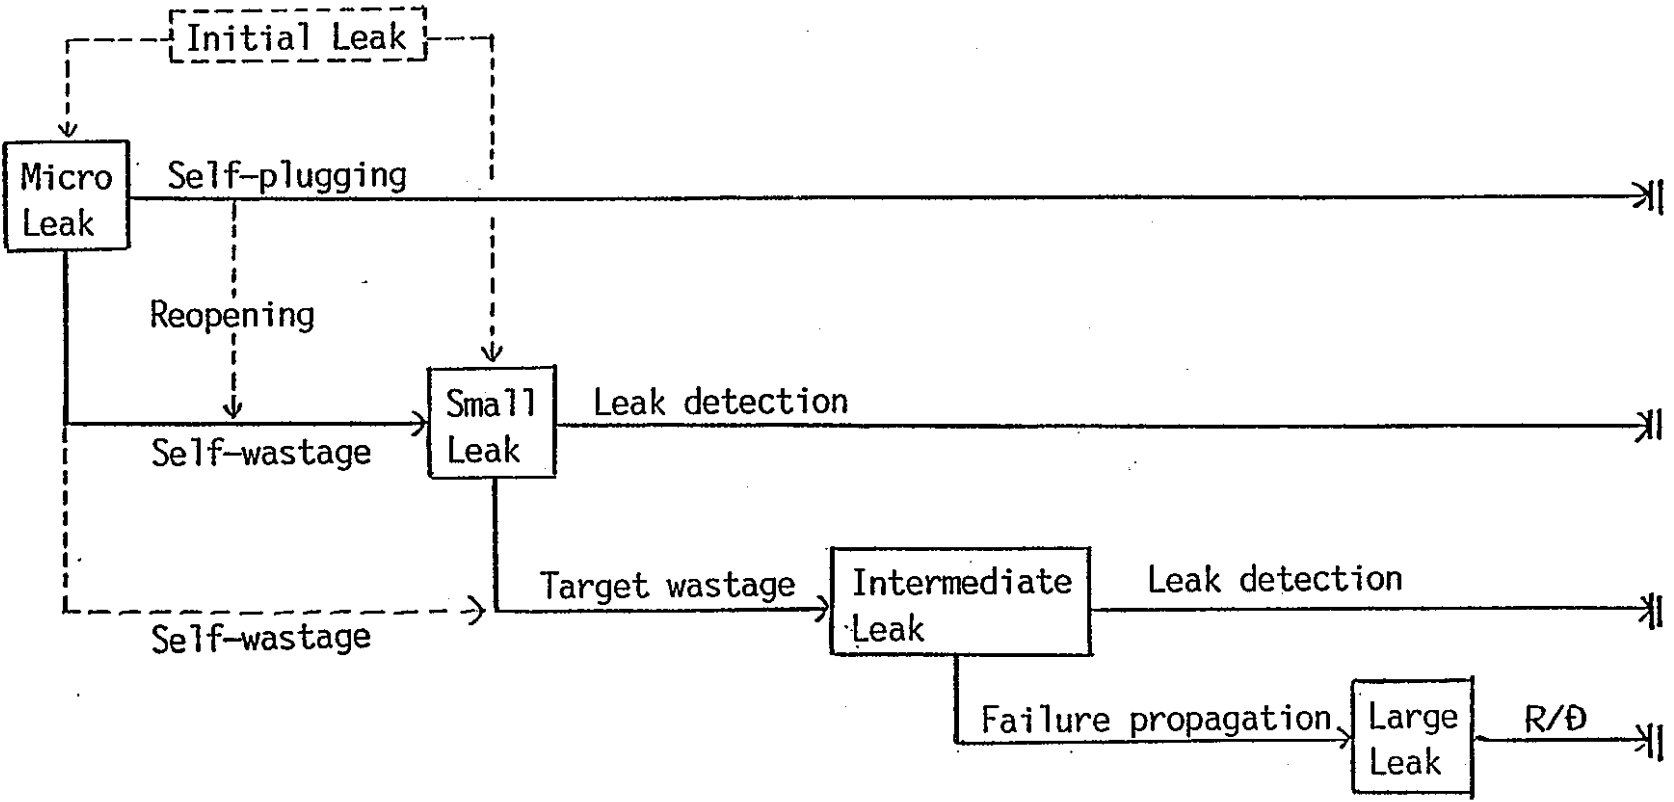 Initial Leak
Micro
Leak
Self-plugging
Reopening
Small
Leak
Leak detection
Self-wastage
Target wastage
Intermediate
Leak
Leak detection
Self-wastage
Failure propagation
Large
Leak
R/D